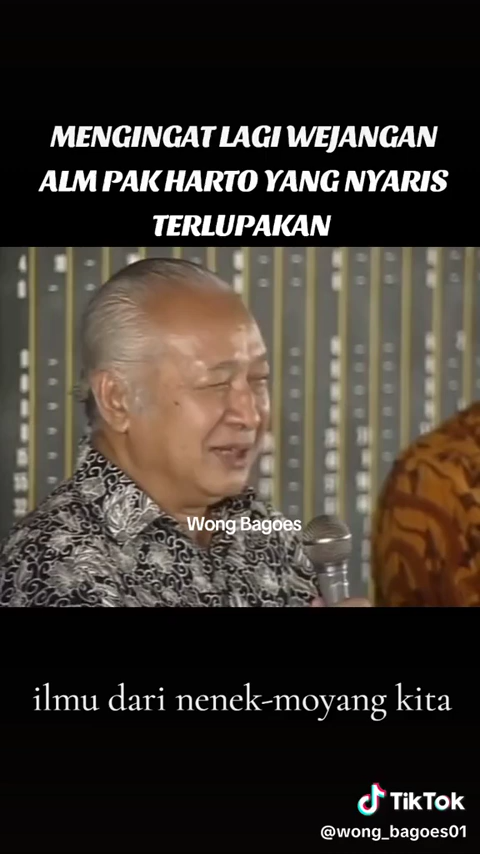 MENGINGAT LAGI WEJANGAN
ALM PAK HARTO YANG NYARIS
TERLUPAKAN
Wong Bagoes
ilmu dari nenek-moyang kita
TikTok
@wong_bagoes01